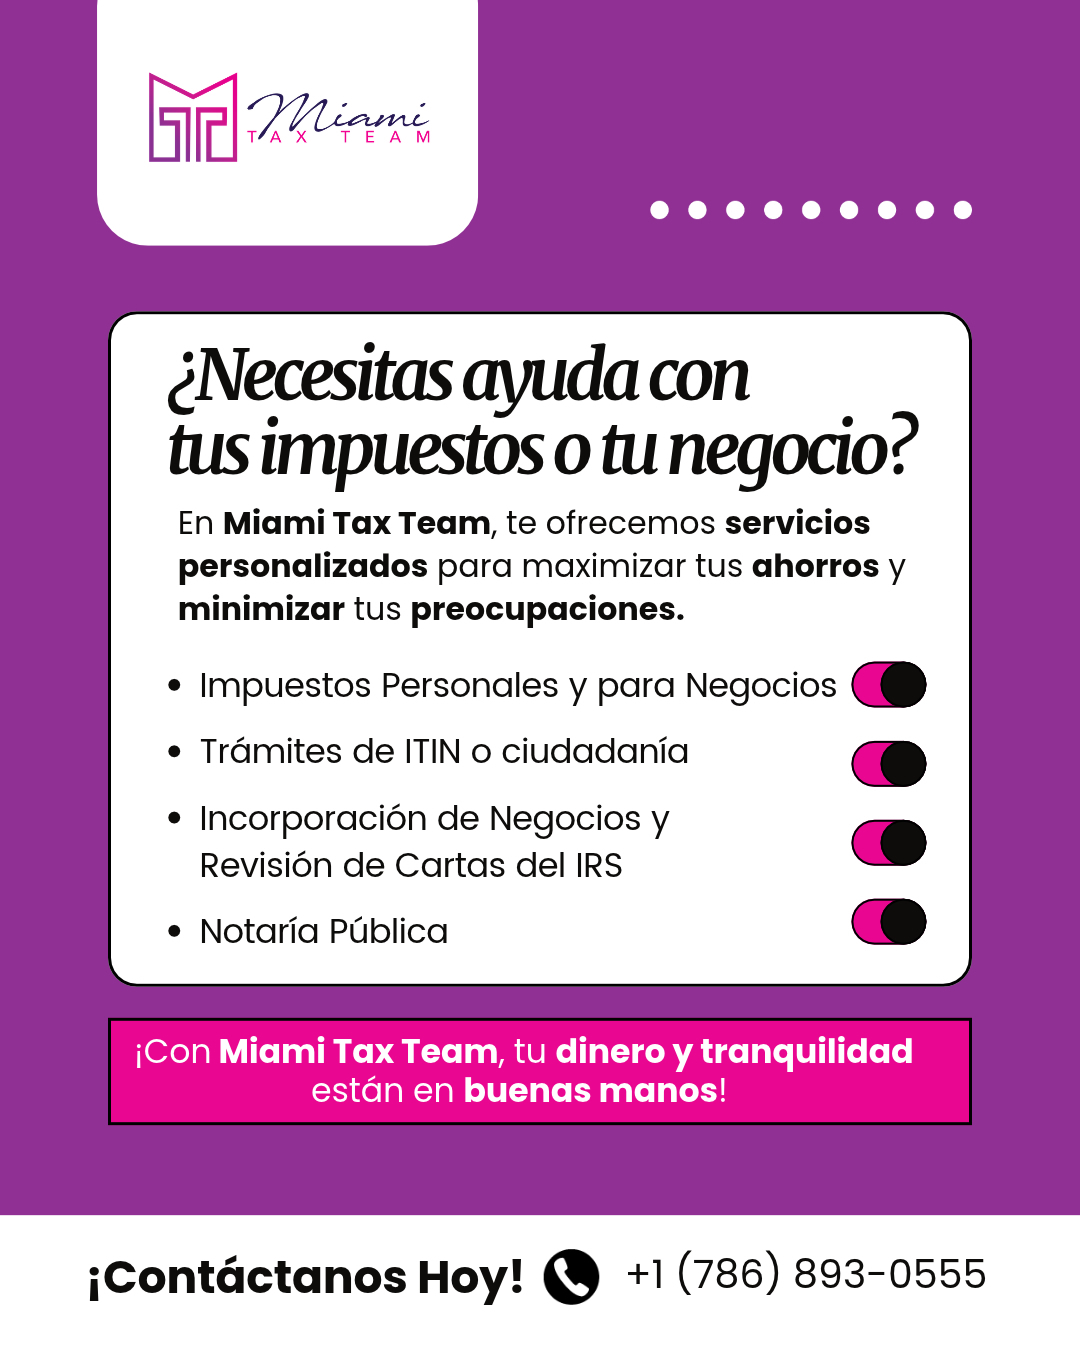 Miami
TAX TEAM
¿Necesitas ayuda con
tus impuestos o tu negocio?
En Miami Tax Team, te ofrecemos servicios
personalizados para maximizar tus ahorros y
minimizar tus preocupaciones.
• Impuestos Personales y para Negocios
• Trámites de ITIN o ciudadanía
• Incorporación de Negocios y
Revisión de Cartas del IRS
• Notaría Pública
¡Con Miami Tax Team, tu dinero y tranquilidad
están en buenas manos!
¡Contáctanos Hoy! +1 (786) 893-0555